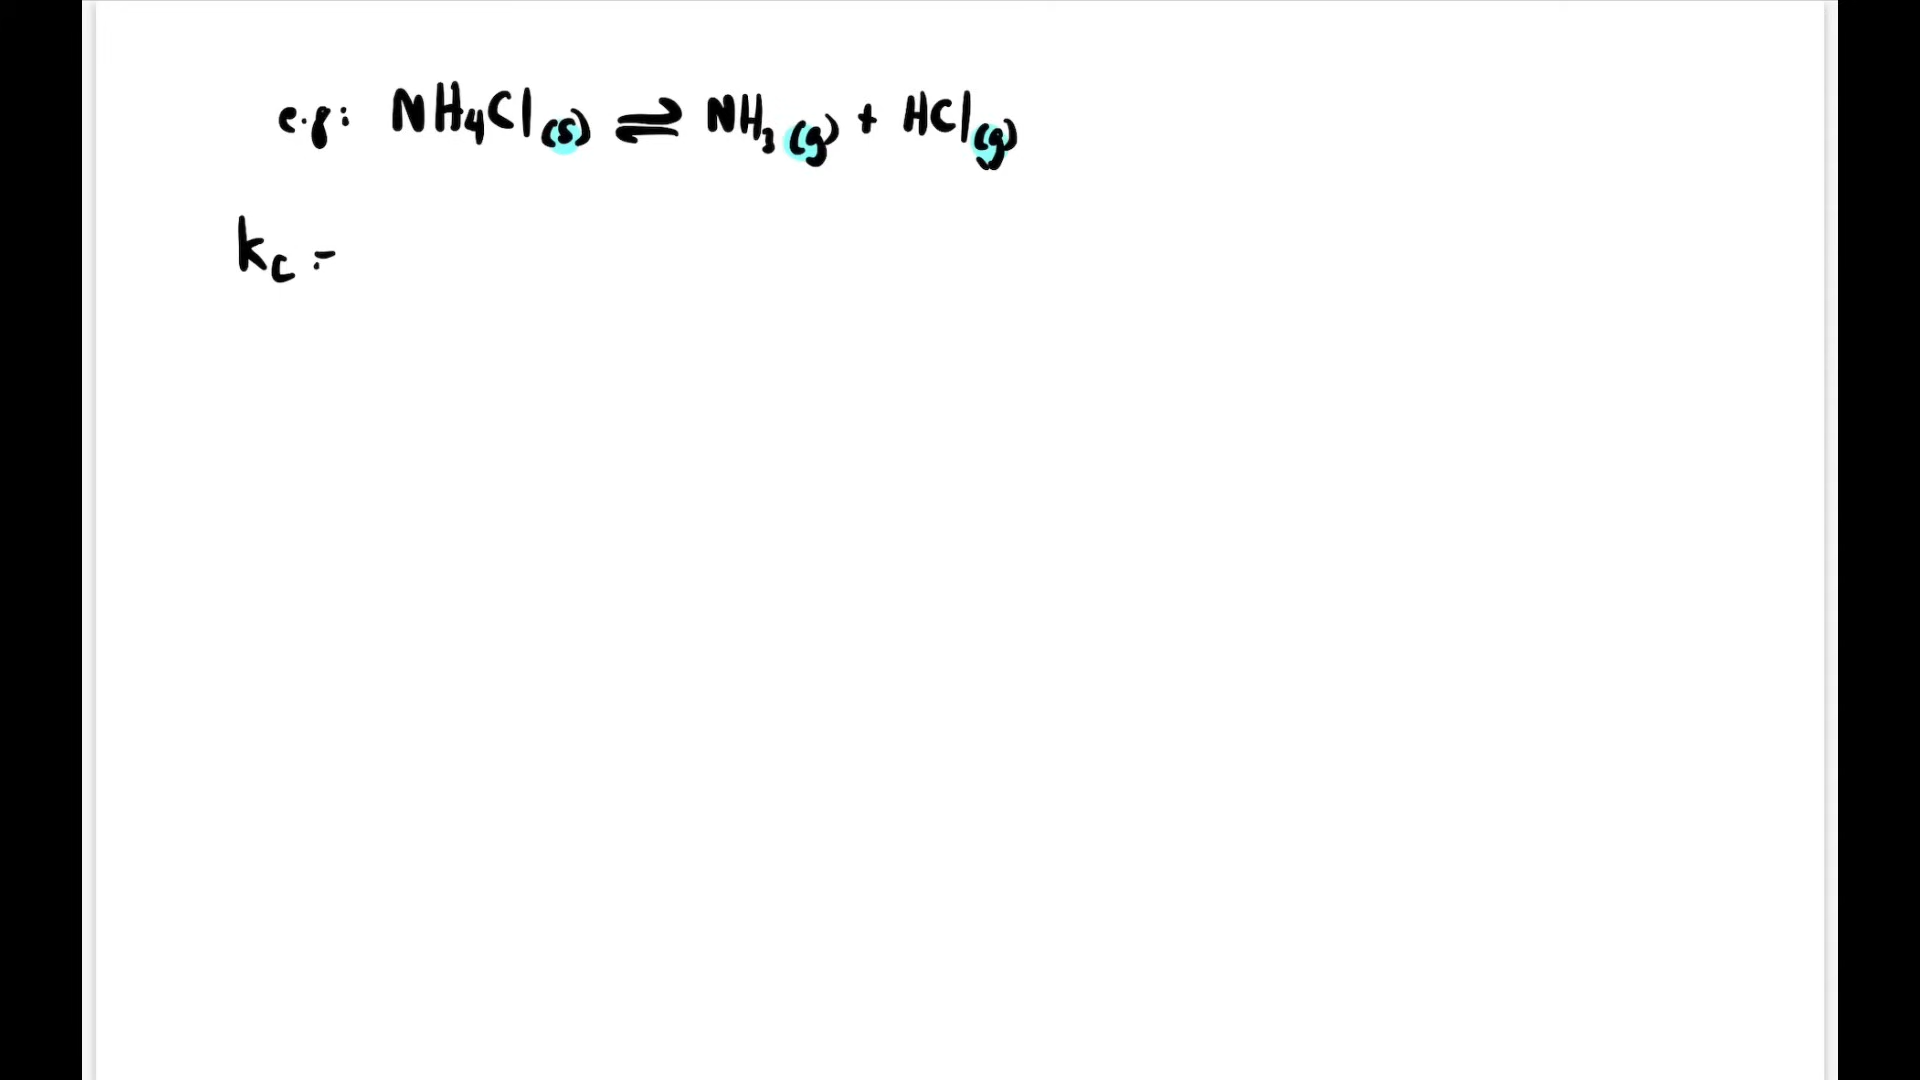 e.g: NH₄Cl(s) ⇌ NH₃(g) + HCl(g)
Kc =